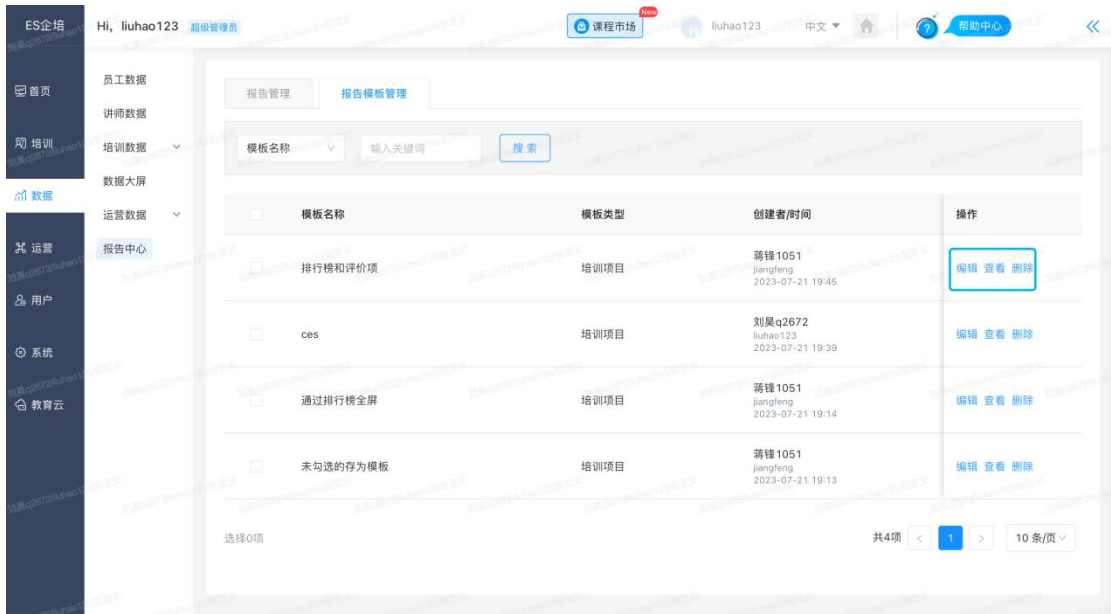 ES企培
Hi, liuhao123 超级管理员
New
课程市场
liuhao123
中文
帮助中心
首页
培训
数据
运营
用户
系统
教育云
员工数据
讲师数据
培训数据
数据大屏
运营数据
报告中心
报告管理 报告模板管理
模板名称 输入关键词 搜索
模板名称 模板类型 创建者/时间 操作
排行榜和评价项 培训项目 蒋锋1051 编辑 查看 删除
jiangfeng
2023-07-21 19:45
ces 培训项目 刘昊q2672 编辑 查看 删除
liuhao123
2023-07-21 19:39
通过排行榜全屏 培训项目 蒋锋1051 编辑 查看 删除
jiangfeng
2023-07-21 19:14
未勾选的存为模板 培训项目 蒋锋1051 编辑 查看 删除
jiangfeng
2023-07-21 19:13
选择0项 共4项 1 10 条/页